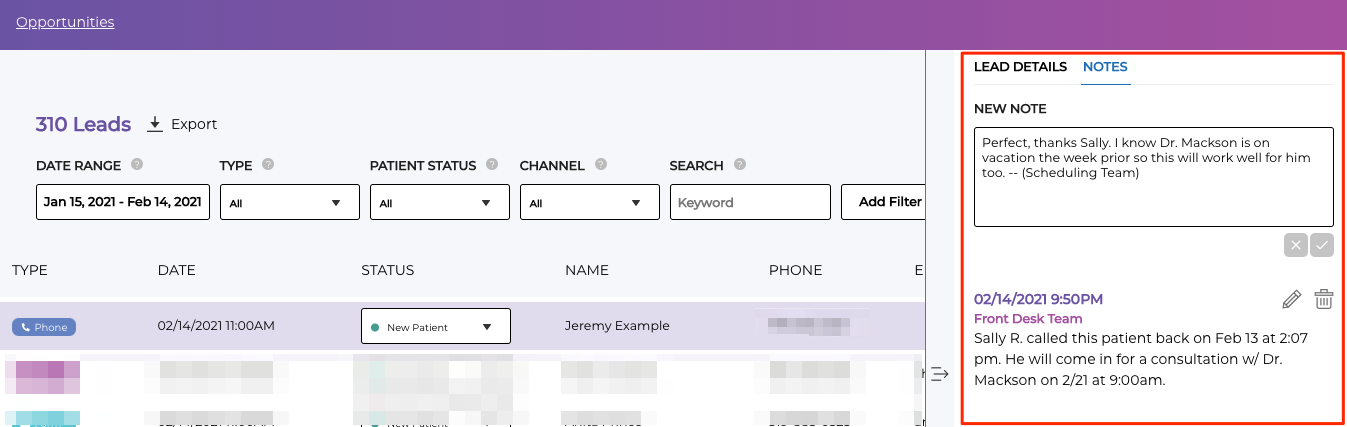 Opportunities
310 Leads
Export
DATE RANGE ?
TYPE ?
PATIENT STATUS ?
CHANNEL ?
SEARCH ?
Jan 15, 2021 - Feb 14, 2021
All
All
All
Keyword
Add Filter
TYPE
DATE
STATUS
NAME
PHONE
E
Phone
02/14/2021 11:00AM
New Patient
Jeremy Example
LEAD DETAILS
NOTES
NEW NOTE
Perfect, thanks Sally. I know Dr. Mackson is on
vacation the week prior so this will work well for him
too. -- (Scheduling Team)
02/14/2021 9:50PM
Front Desk Team
Sally R. called this patient back on Feb 13 at 2:07
pm. He will come in for a consultation w/ Dr.
Mackson on 2/21 at 9:00am.